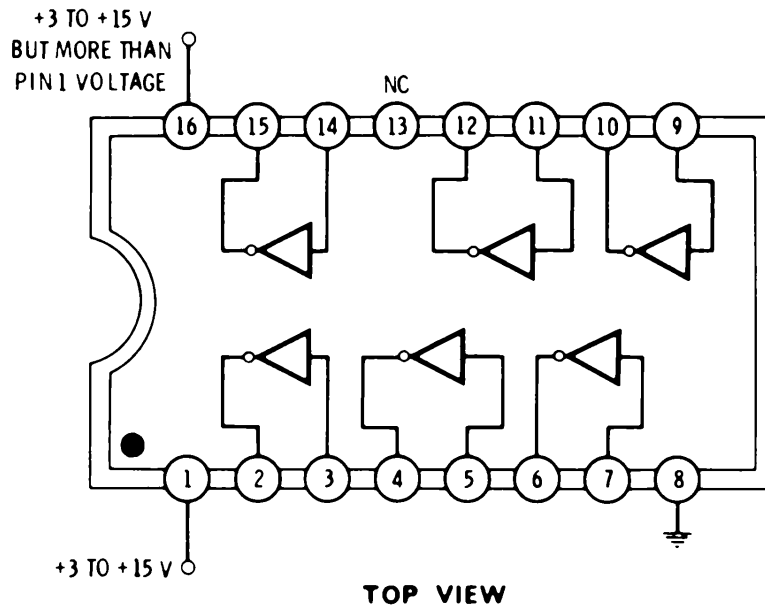 +3 TO +15 V
BUT MORE THAN
PIN 1 VOLTAGE
NC
16 15 14 13 12 11 10 9
1 2 3 4 5 6 7 8
+3 TO +15 V
TOP VIEW